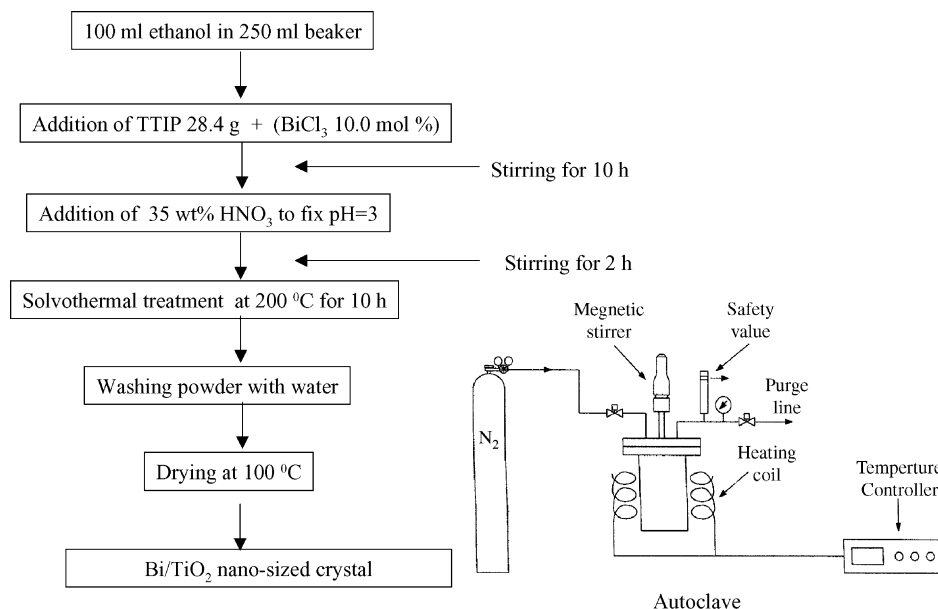 100 ml ethanol in 250 ml beaker
Addition of TTIP 28.4 g + (BiCl₃ 10.0 mol %)
Stirring for 10 h
Addition of 35 wt% HNO₃ to fix pH=3
Stirring for 2 h
Solvothermal treatment at 200 ⁰C for 10 h
Washing powder with water
Drying at 100 ⁰C
Bi/TiO₂ nano-sized crystal
Megnetic
stirrer
Safety
value
Purge
line
N₂
Heating
coil
Temperture
Controller
Autoclave